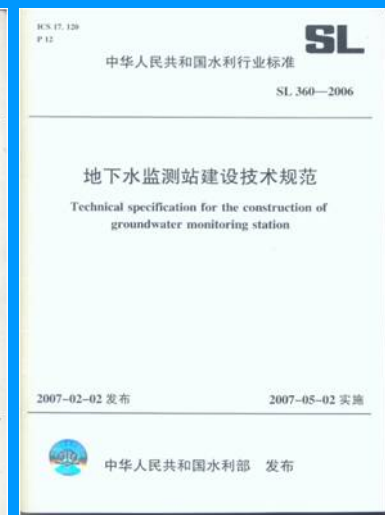 ICS 17. 120
P 12
SL
中华人民共和国水利行业标准
SL 360—2006
地下水监测站建设技术规范
Technical specification for the construction of
groundwater monitoring station
2007-02-02 发布
2007-05-02 实施
中华人民共和国水利部 发布